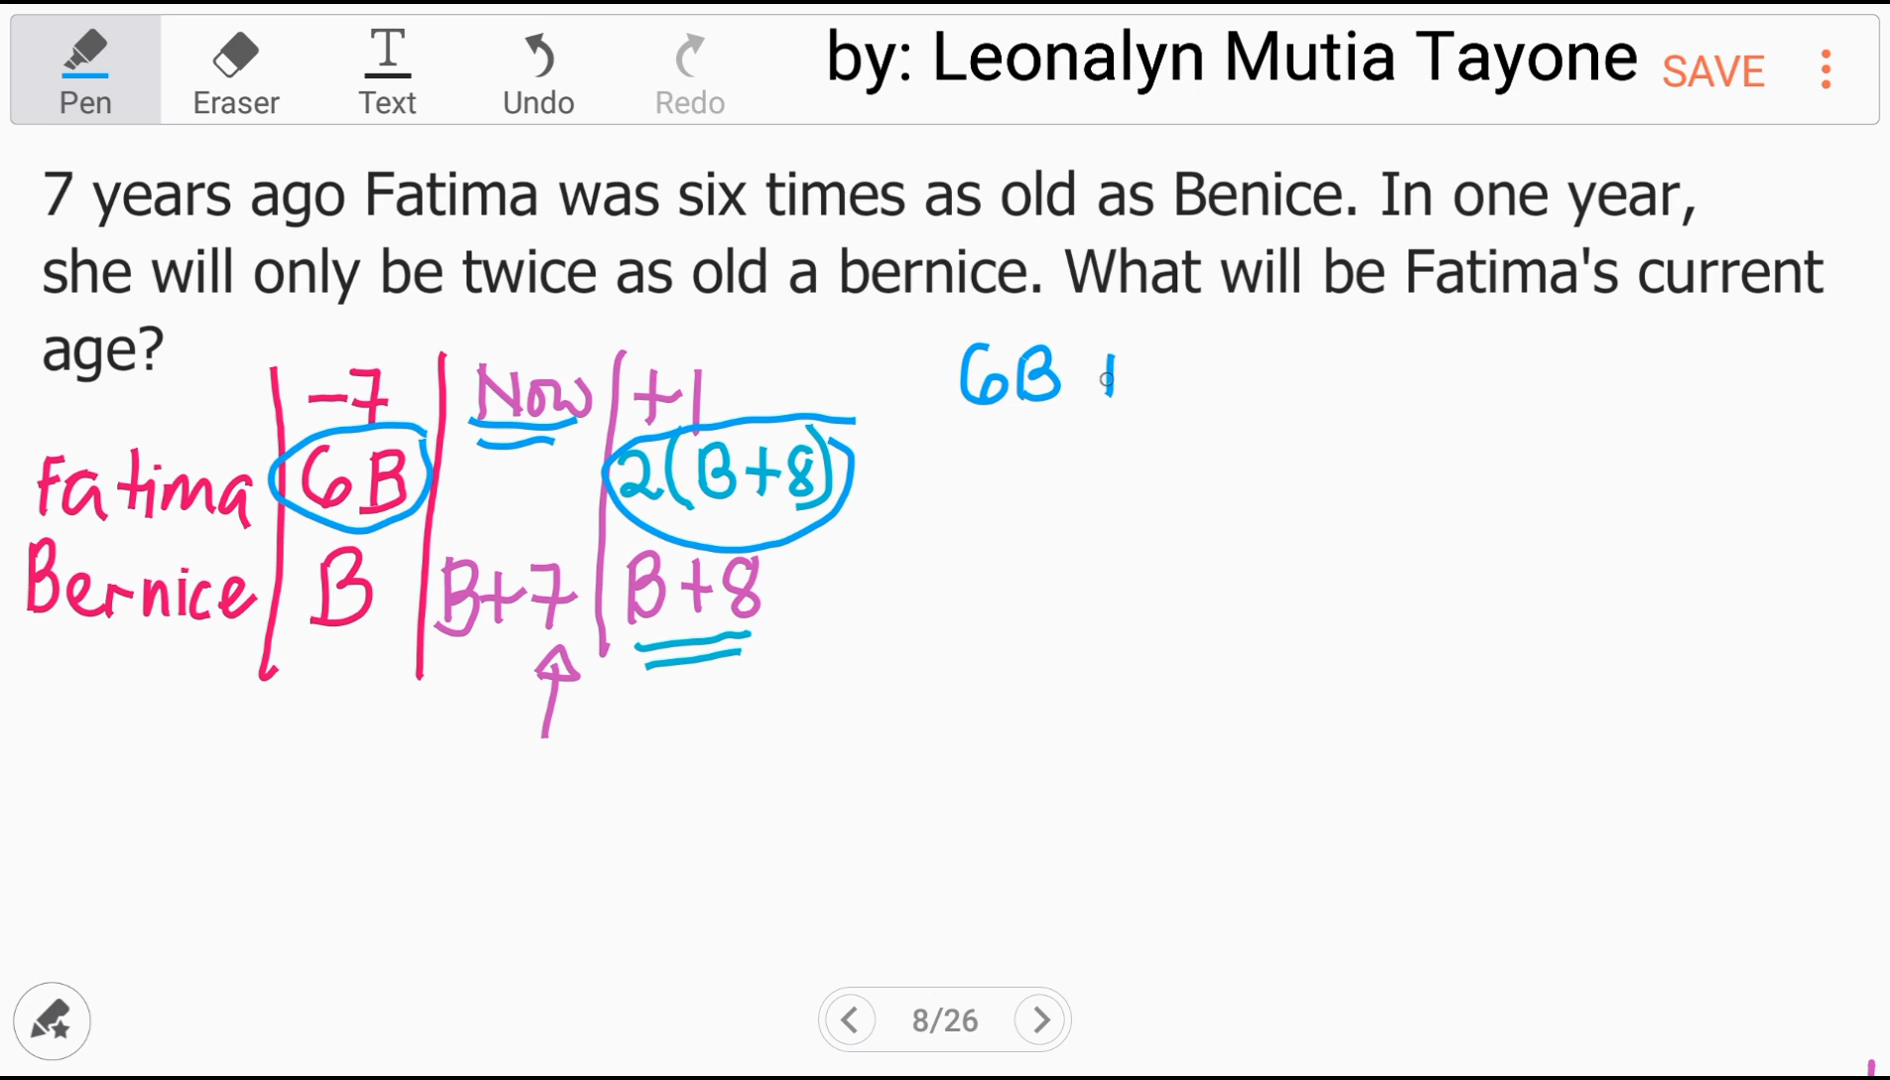 Pen Eraser Text Undo Redo by: Leonalyn Mutia Tayone SAVE
7 years ago Fatima was six times as old as Benice. In one year,
she will only be twice as old a bernice. What will be Fatima's current
age?
-7 Now +1 6B
Fatima 6B 2(B+8)
Bernice B B+7 B+8
8/26